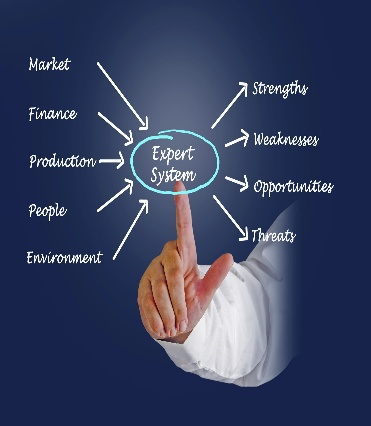 Market
Finance
Production
People
Environment
Expert
System
Strengths
Weaknesses
Opportunities
Threats